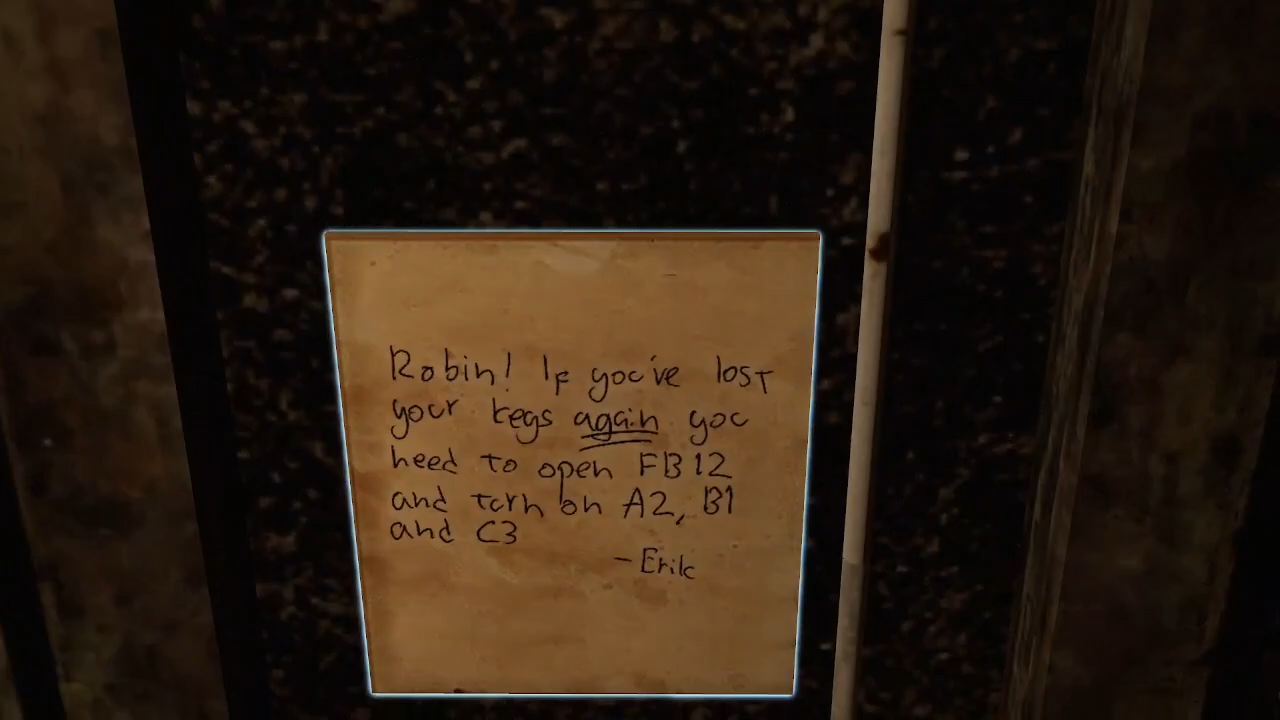 Robin! If you've lost
your keys again you
need to open FB12
and turn on A2, B1
and C3
- Erik